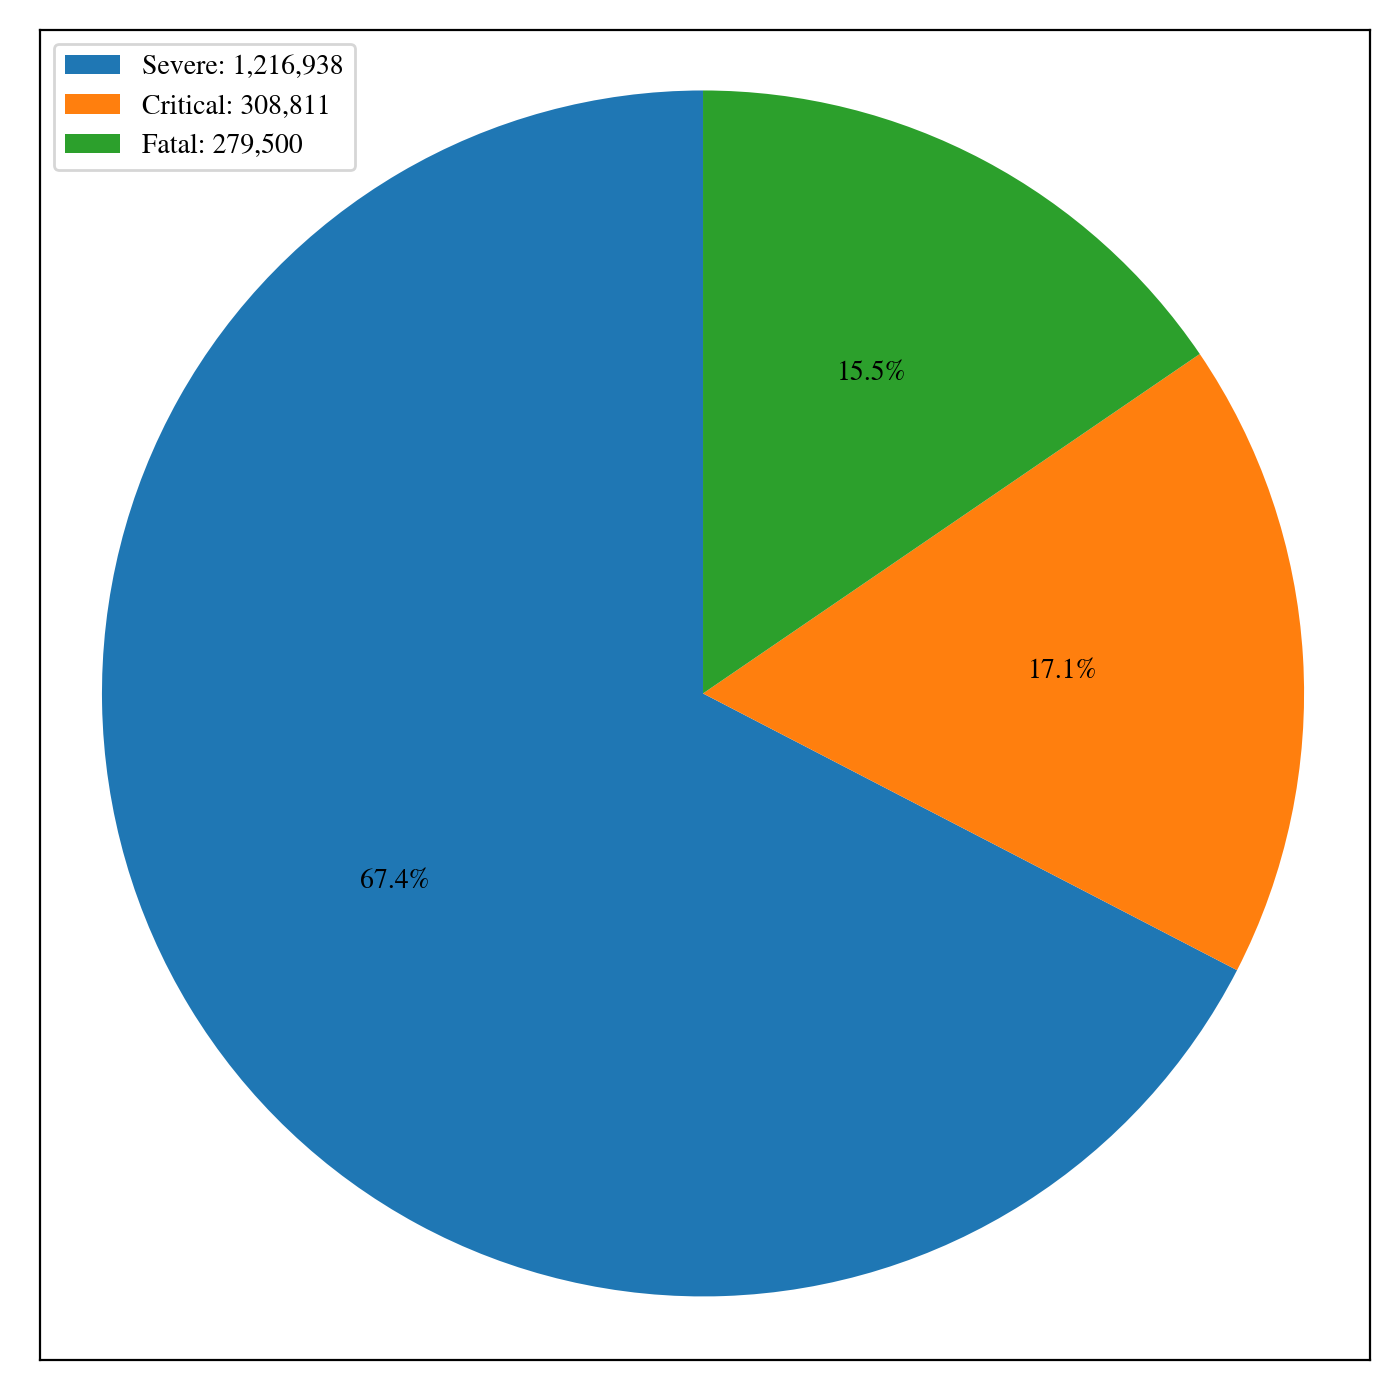 Severe: 1,216,938
Critical: 308,811
Fatal: 279,500
15.5%
17.1%
67.4%